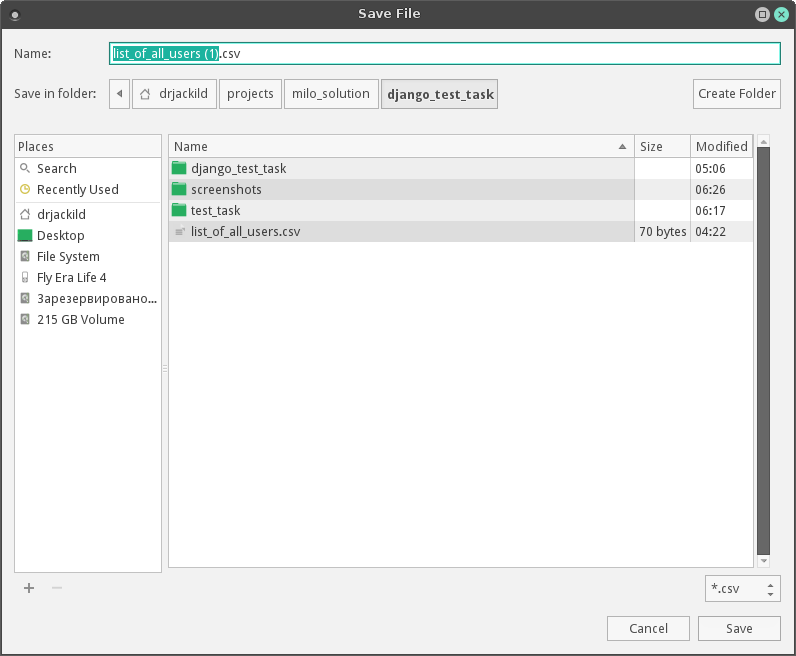 Save File
Name: list_of_all_users (1).csv
Save in folder: drjackild projects milo_solution django_test_task Create Folder
Places
Search
Recently Used
drjackild
Desktop
File System
Fly Era Life 4
Зарезервировано...
215 GB Volume
Name Size Modified
django_test_task 05:06
screenshots 06:26
test_task 06:17
list_of_all_users.csv 70 bytes 04:22
*.csv
Cancel Save